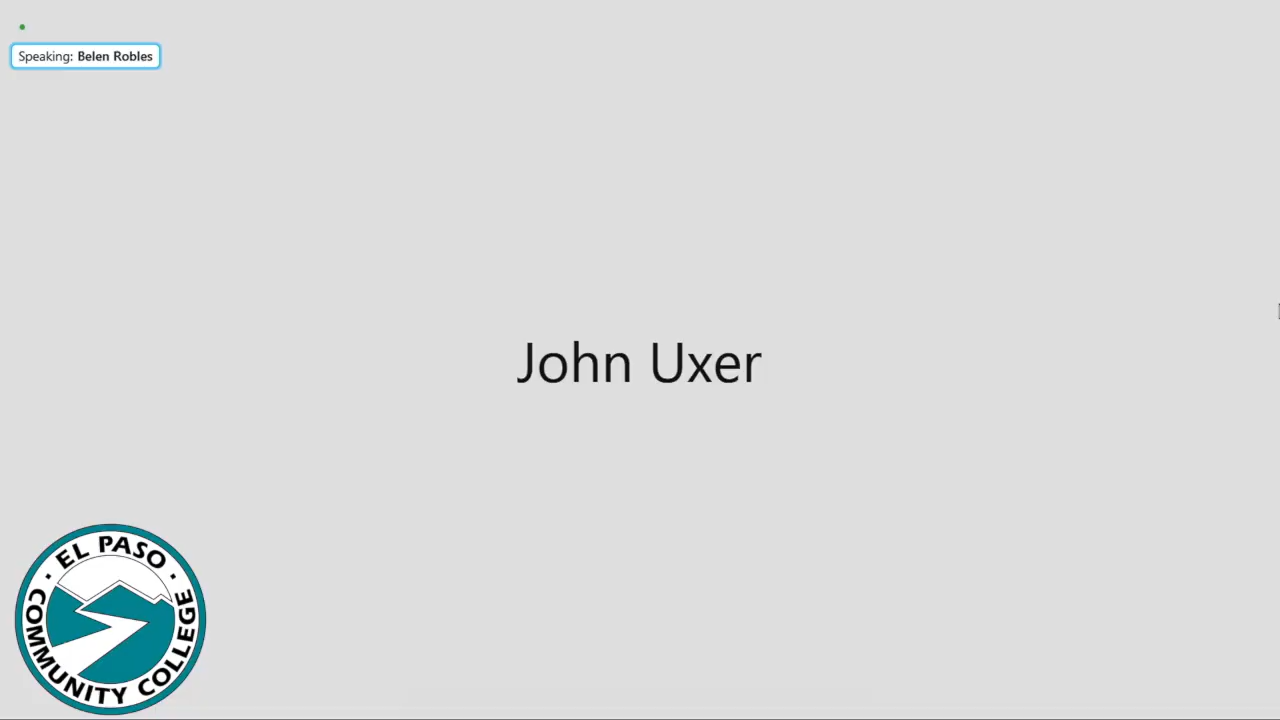 Speaking: Belen Robles
John Uxer
· EL PASO ·
COMMUNITY COLLEGE